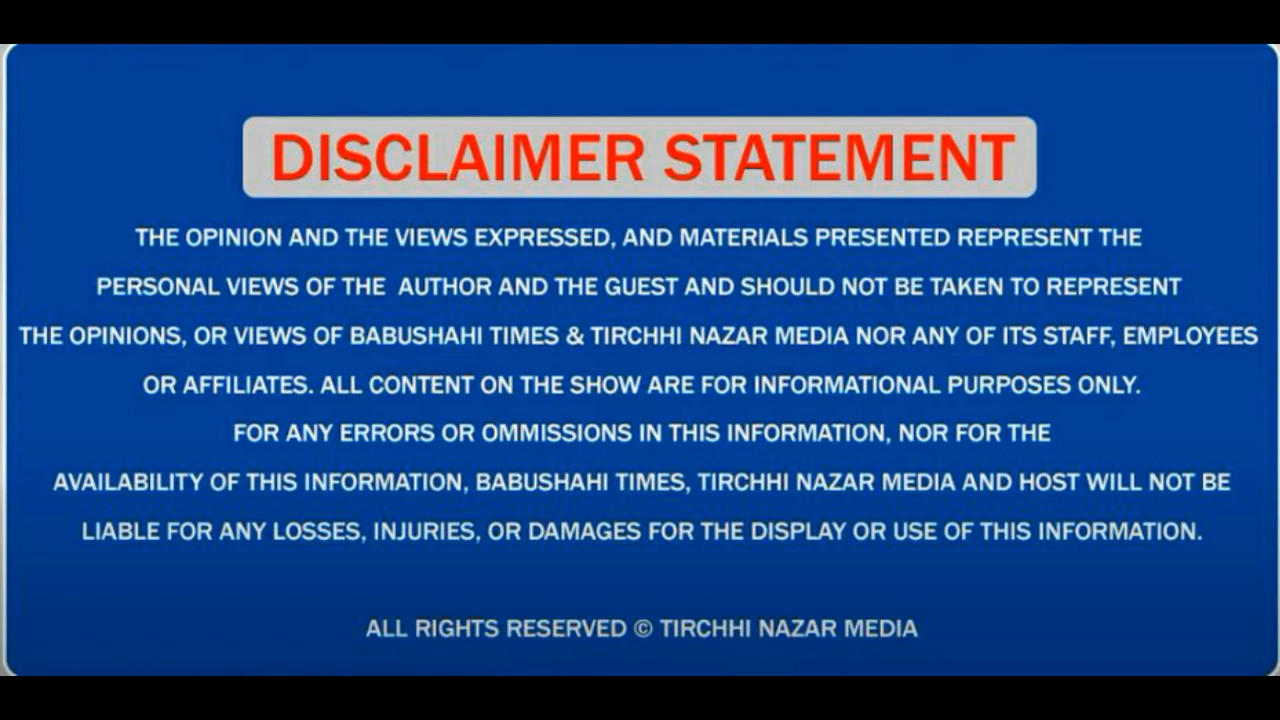 DISCLAIMER STATEMENT
THE OPINION AND THE VIEWS EXPRESSED, AND MATERIALS PRESENTED REPRESENT THE
PERSONAL VIEWS OF THE AUTHOR AND THE GUEST AND SHOULD NOT BE TAKEN TO REPRESENT
THE OPINIONS, OR VIEWS OF BABUSHAHI TIMES & TIRCHHI NAZAR MEDIA NOR ANY OF ITS STAFF, EMPLOYEES
OR AFFILIATES. ALL CONTENT ON THE SHOW ARE FOR INFORMATIONAL PURPOSES ONLY.
FOR ANY ERRORS OR OMMISSIONS IN THIS INFORMATION, NOR FOR THE
AVAILABILITY OF THIS INFORMATION, BABUSHAHI TIMES, TIRCHHI NAZAR MEDIA AND HOST WILL NOT BE
LIABLE FOR ANY LOSSES, INJURIES, OR DAMAGES FOR THE DISPLAY OR USE OF THIS INFORMATION.
ALL RIGHTS RESERVED © TIRCHHI NAZAR MEDIA